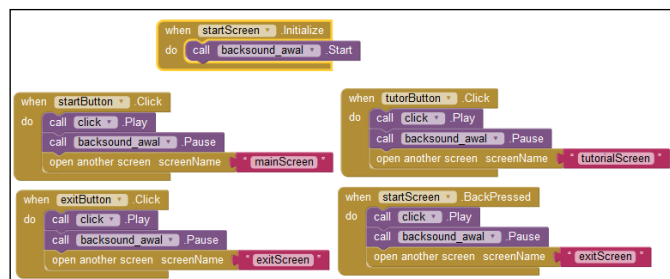 when startScreen .Initialize
do call backsound_awal .Start
when startButton .Click
do call click .Play
call backsound_awal .Pause
open another screen screenName " mainScreen "
when tutorButton .Click
do call click .Play
call backsound_awal .Pause
open another screen screenName " tutorialScreen "
when exitButton .Click
do call click .Play
call backsound_awal .Pause
open another screen screenName " exitScreen "
when startScreen .BackPressed
do call click .Play
call backsound_awal .Pause
open another screen screenName " exitScreen "